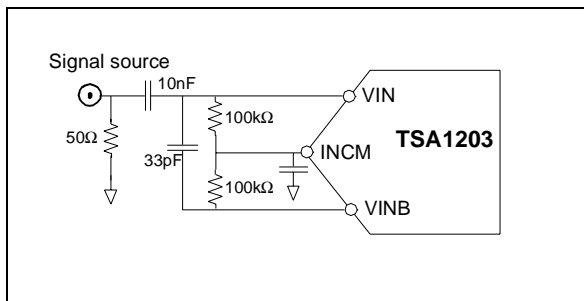 Signal source
10nF
VIN
100kΩ
TSA1203
50Ω
INCM
33pF
100kΩ
VINB